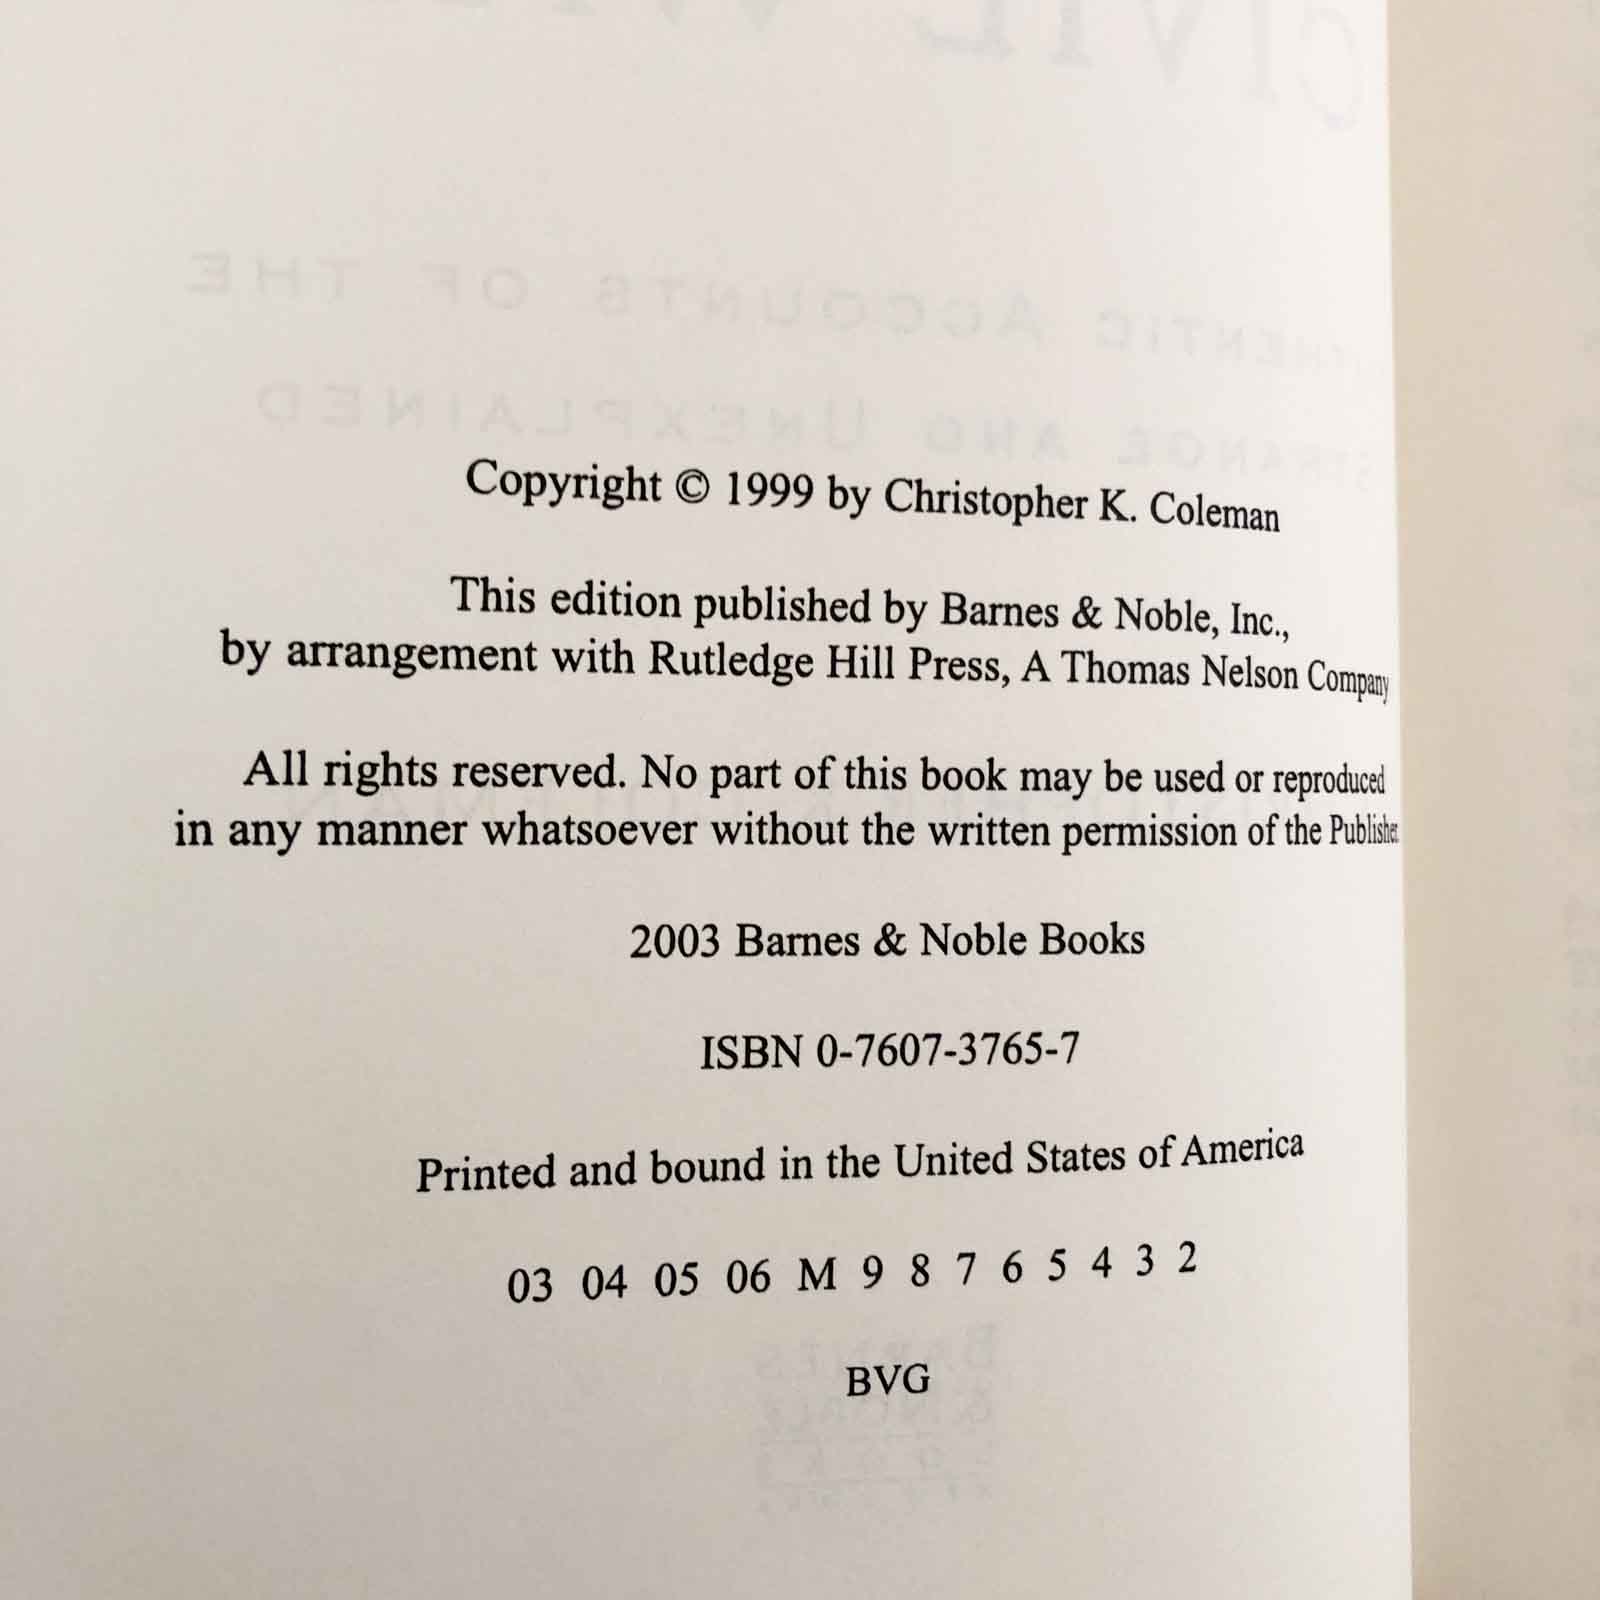 Copyright © 1999 by Christopher K. Coleman
This edition published by Barnes & Noble, Inc.,
by arrangement with Rutledge Hill Press, A Thomas Nelson Company
All rights reserved. No part of this book may be used or reproduced
in any manner whatsoever without the written permission of the Publisher
2003 Barnes & Noble Books
ISBN 0-7607-3765-7
Printed and bound in the United States of America
03 04 05 06 M 9 8 7 6 5 4 3 2
BVG